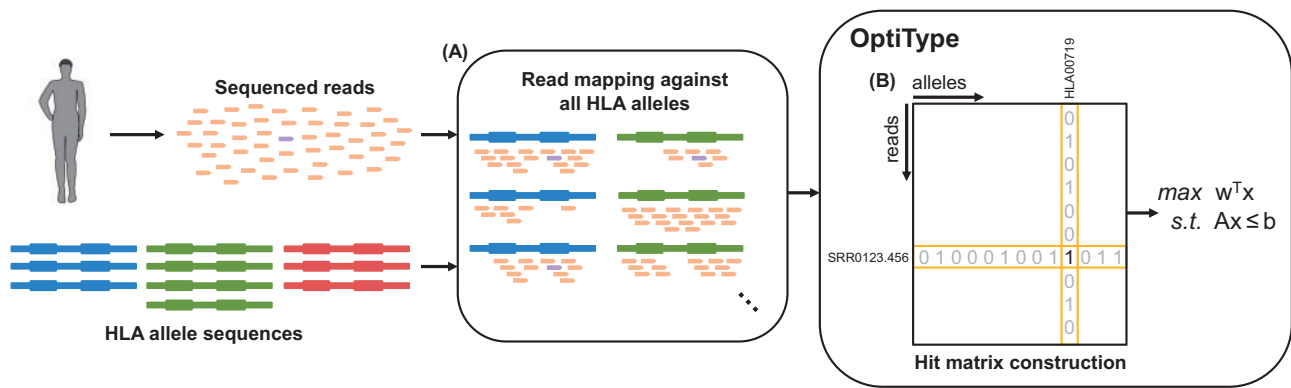 Sequenced reads
HLA allele sequences
(A)
Read mapping against
all HLA alleles
OptiType
(B)
alleles
HLA00719
reads
0
1
0
1
0
0
SRR0123.456
0 1 0 0 0 1 0 0 1 1 0 1 1
0
1
0
Hit matrix construction
max wᵀx
s.t. Ax ≤ b